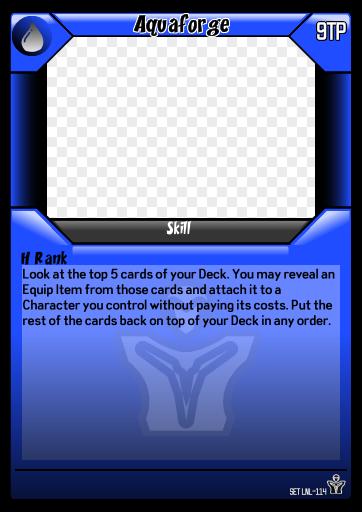 Aquaforge
9TP
Skill
H Rank
Look at the top 5 cards of your Deck. You may reveal an
Equip Item from those cards and attach it to a
Character you control without paying its costs. Put the
rest of the cards back on top of your Deck in any order.
SET LNL-114